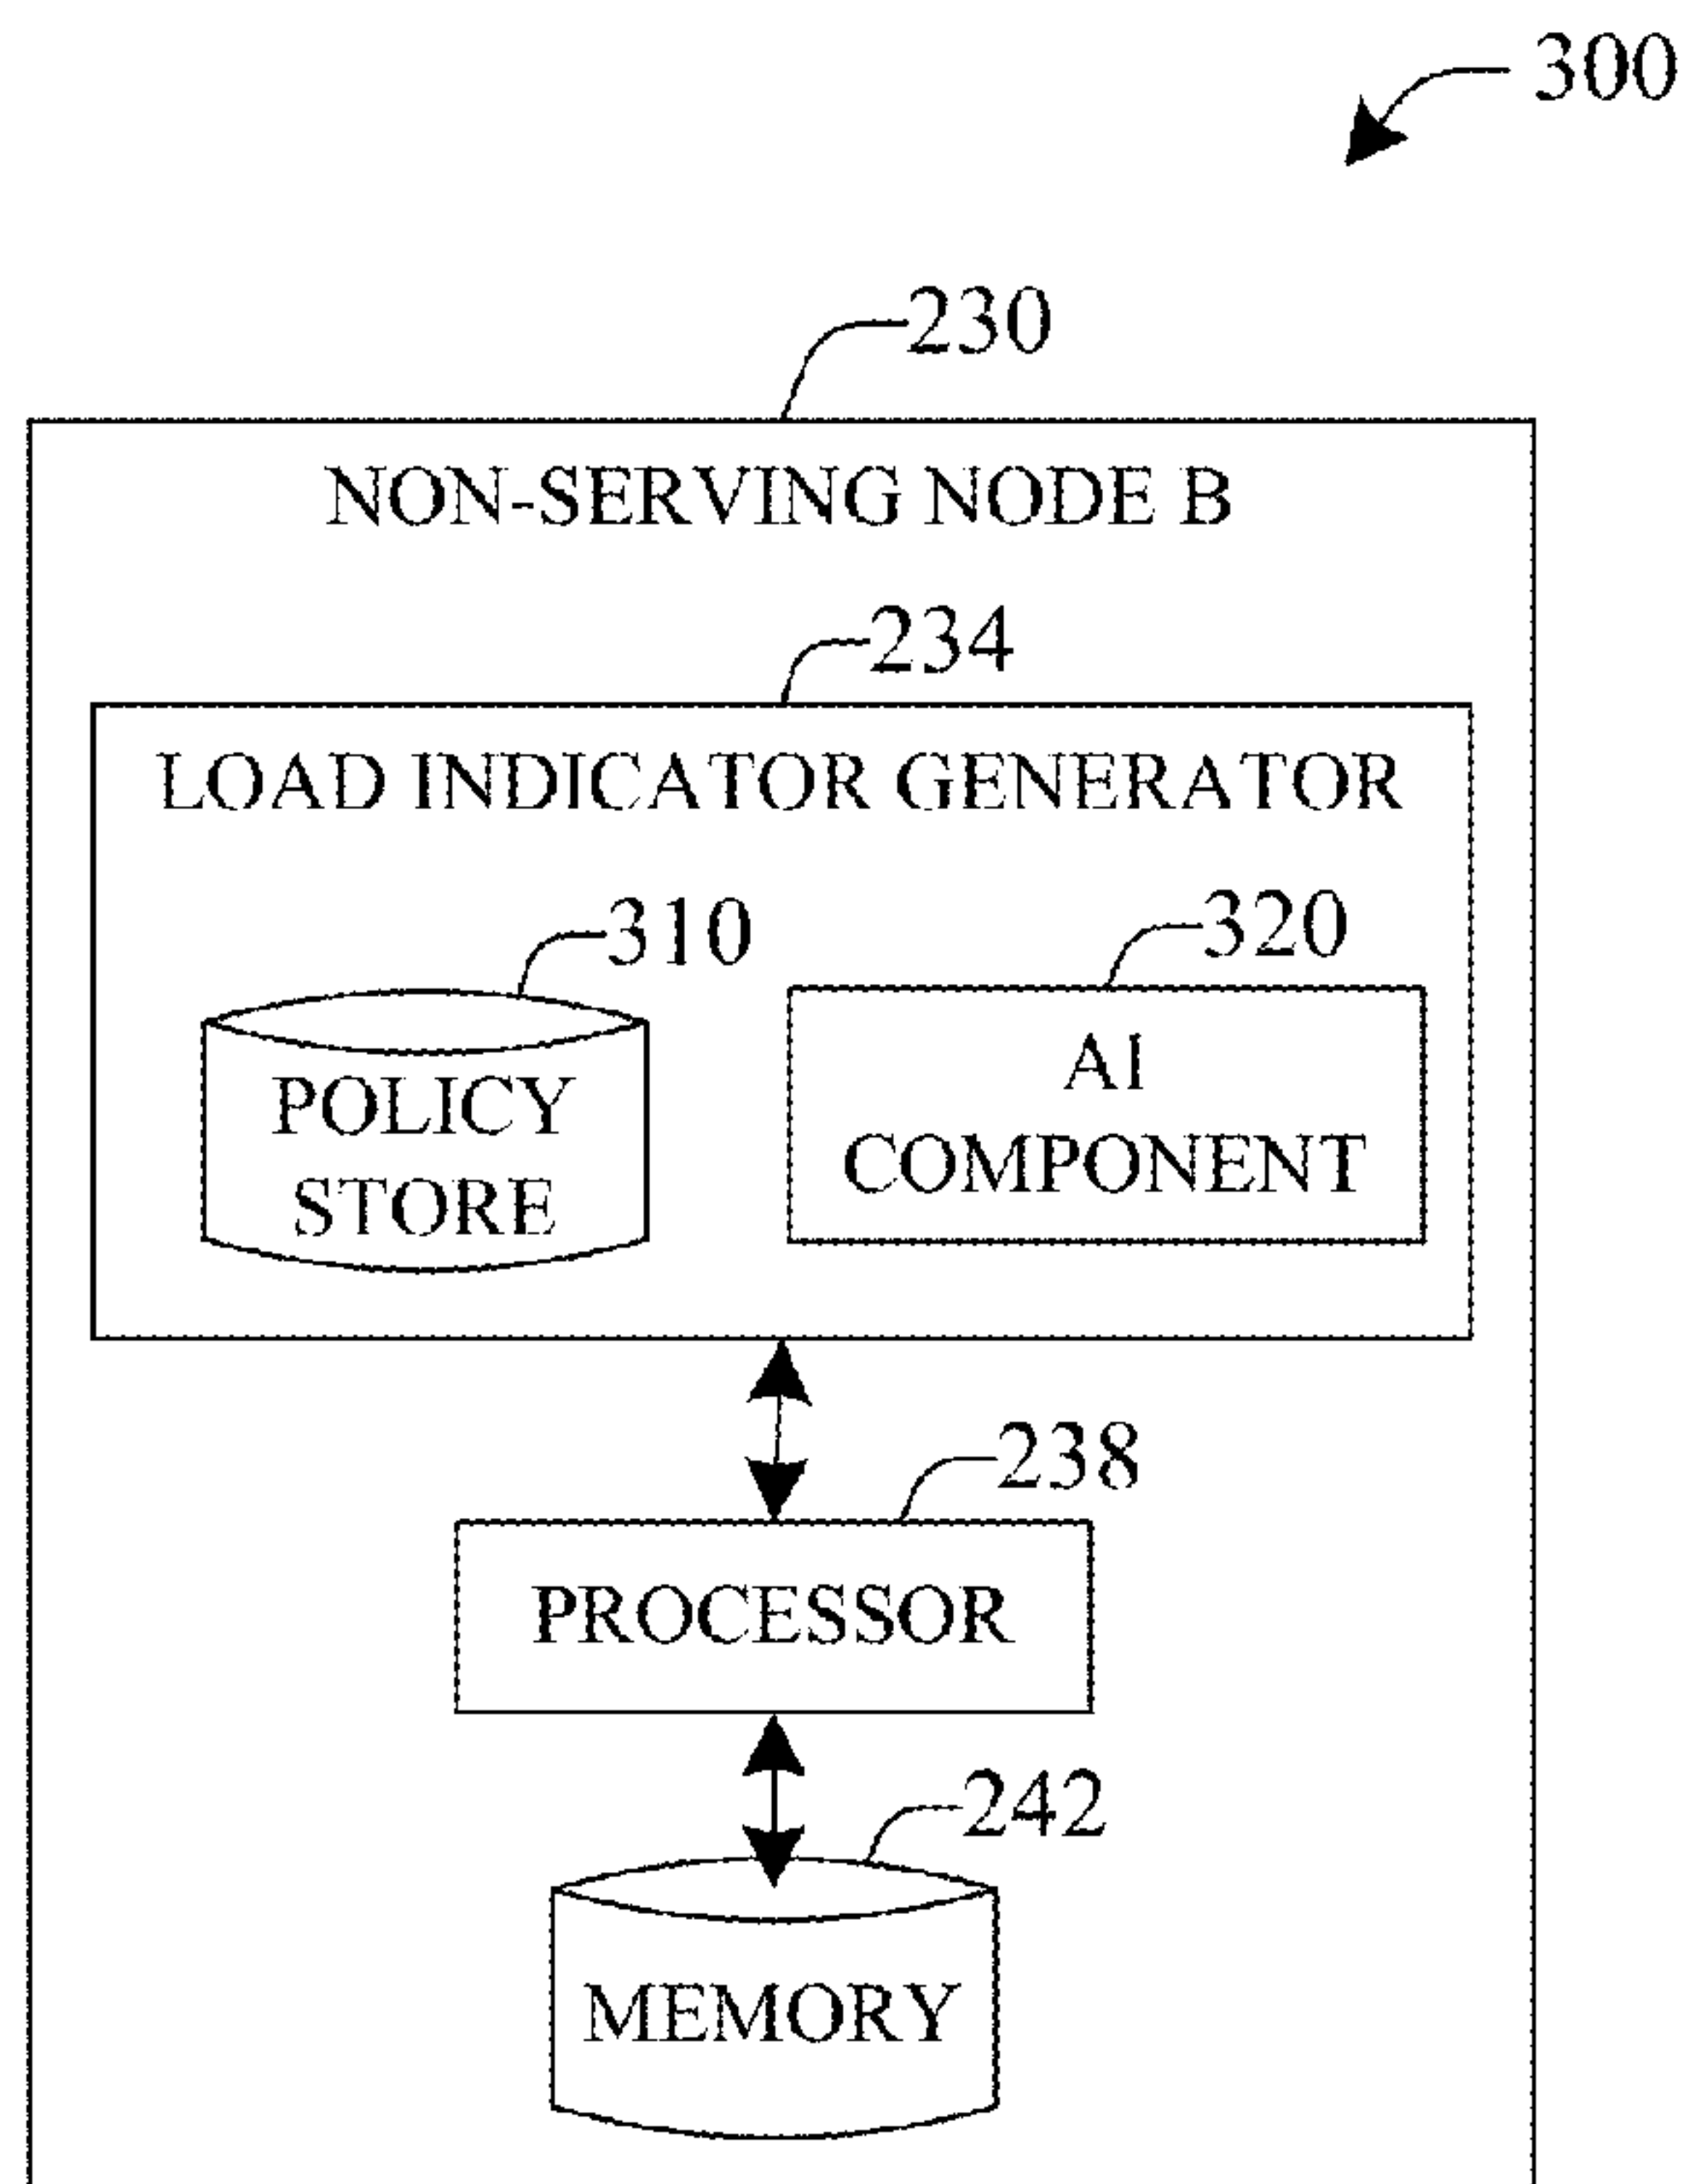 300
230
NON-SERVING NODE B
234
LOAD INDICATOR GENERATOR
310
320
POLICY
STORE
AI
COMPONENT
238
PROCESSOR
242
MEMORY